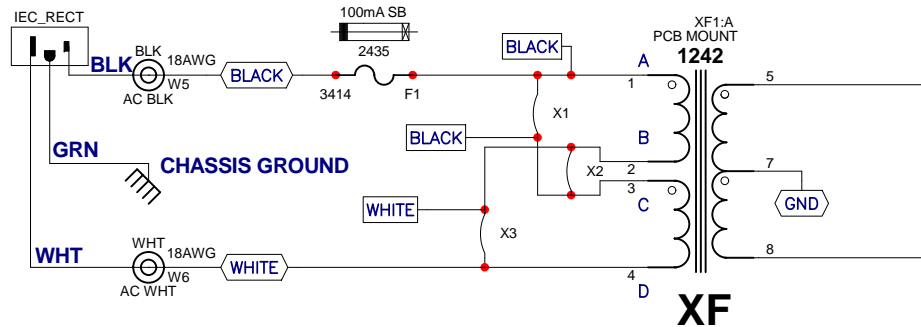 IEC_RECT
100mA SB
2435
3414
F1
BLK
BLK
18AWG
W5
AC BLK
BLACK
BLACK
BLACK
X1
X2
X3
WHITE
GRN
CHASSIS GROUND
WHT
WHT
18AWG
W6
AC WHT
WHITE
XF1:A
PCB MOUNT
1242
A
1
B
2
3
C
4
D
5
7
GND
8
XF